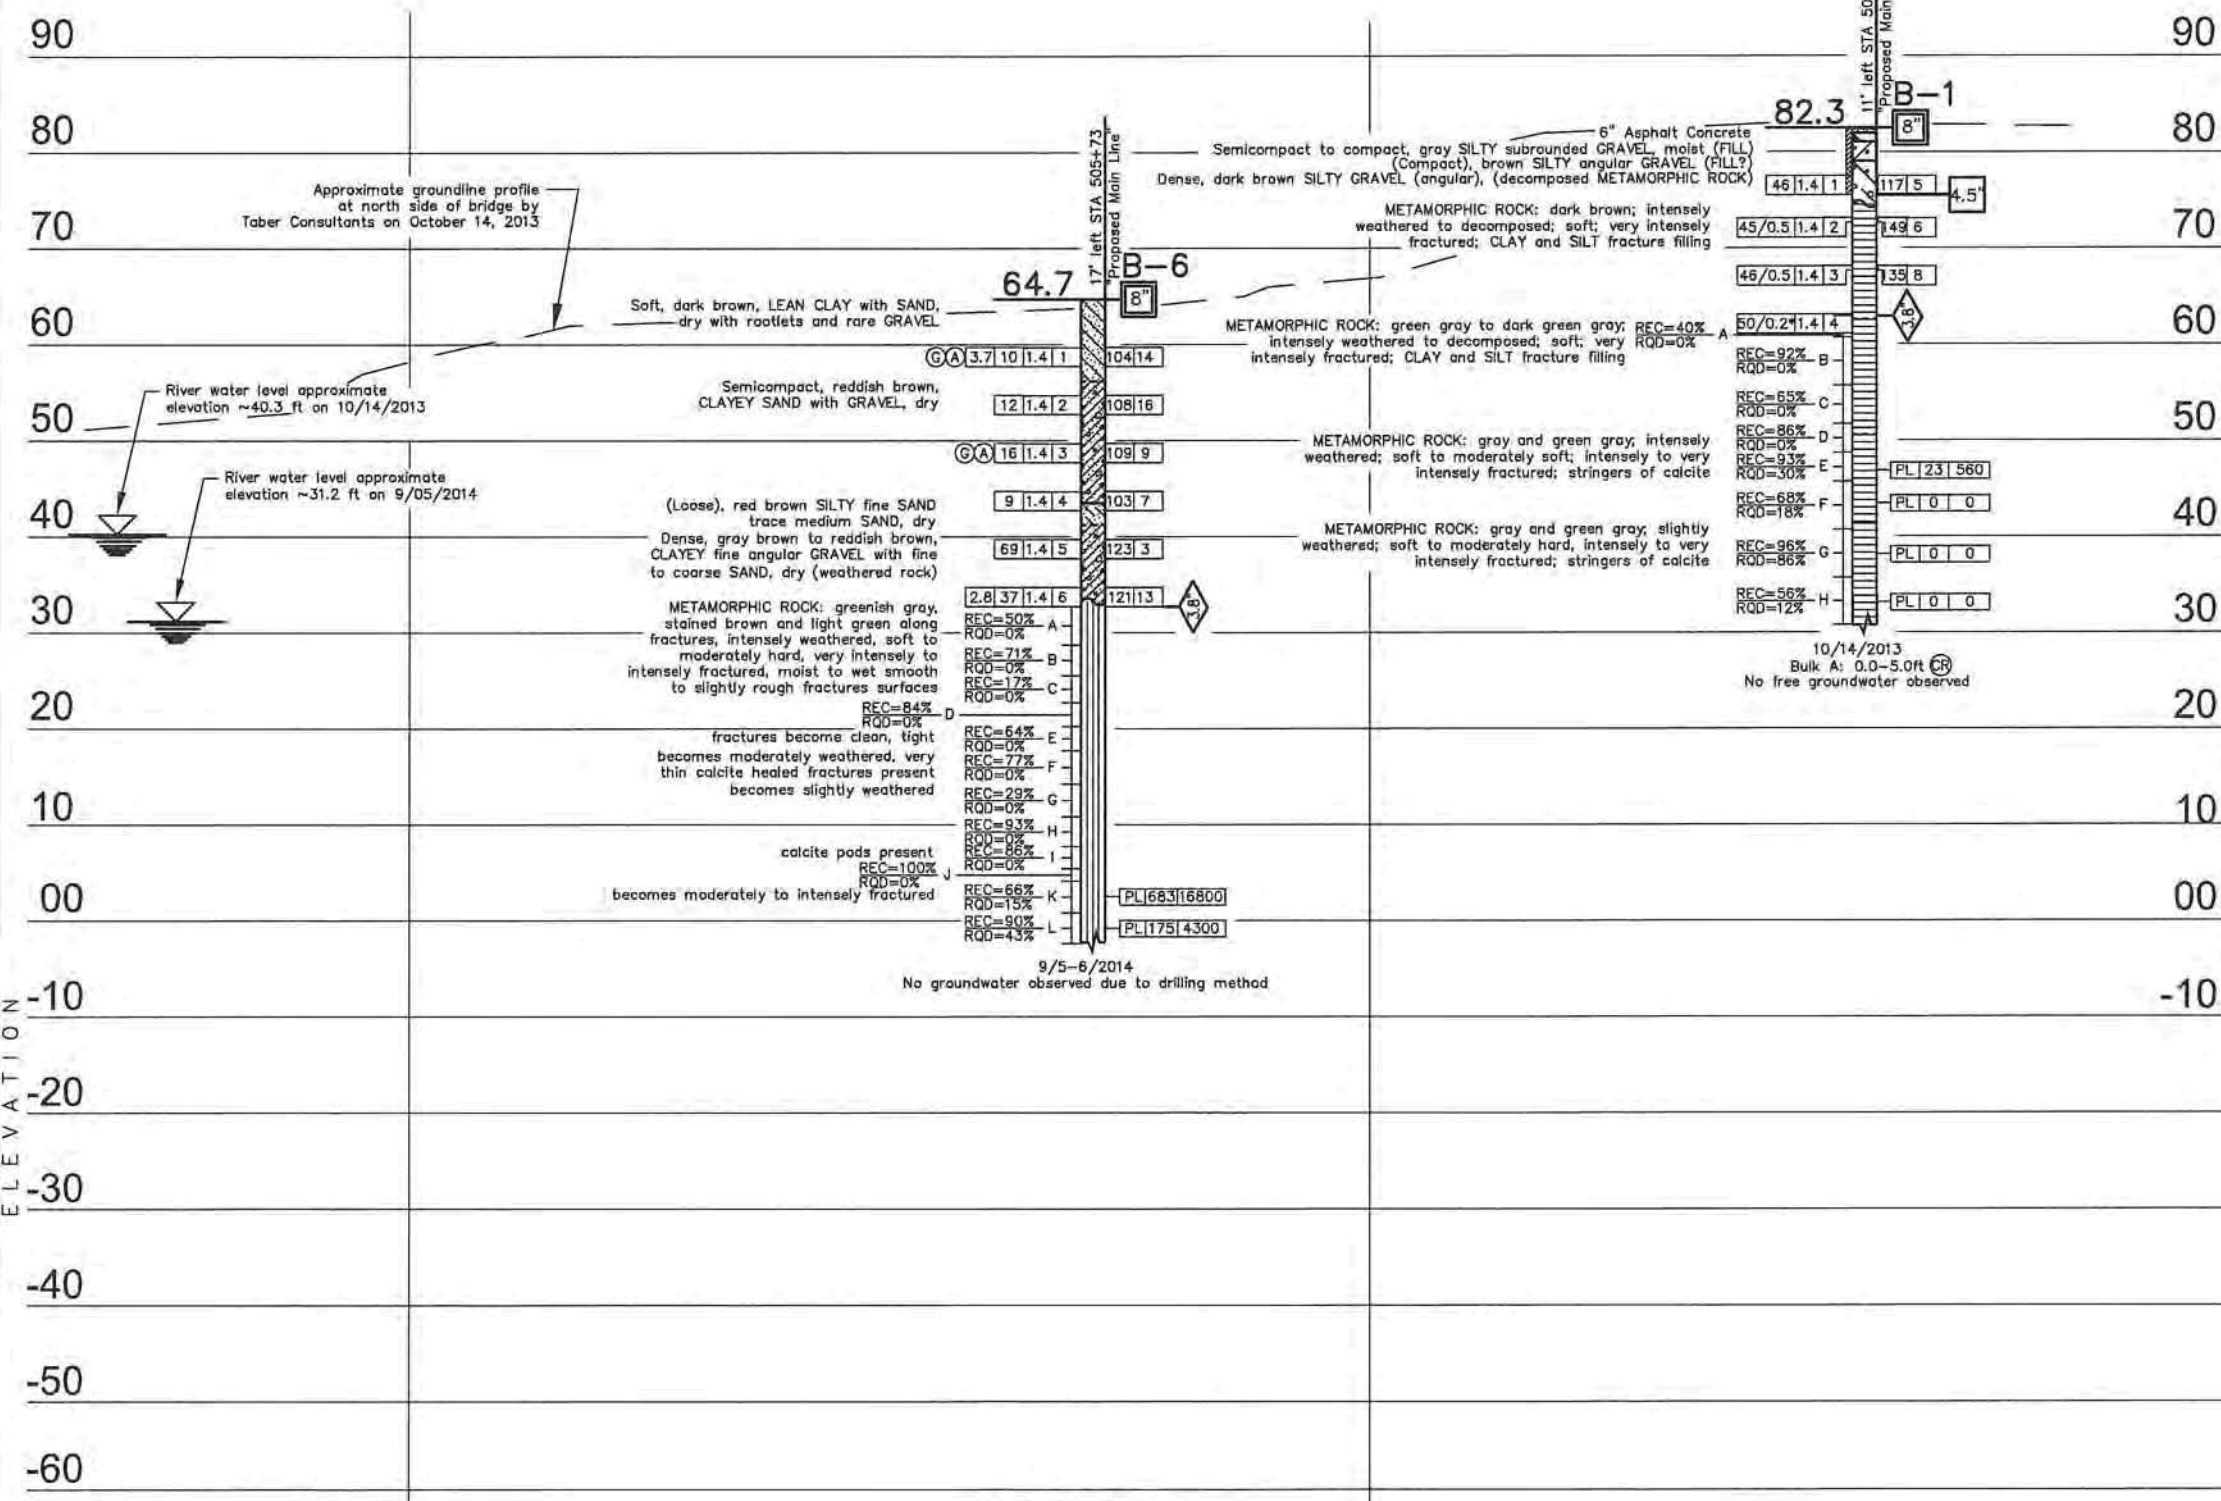 90
80
70
60
50
40
30
20
10
00
-10
-20
-30
-40
-50
-60
ELEVATION
Approximate groundline profile
at north side of bridge by
Taber Consultants on October 14, 2013
River water level approximate
elevation ~40.3 ft on 10/14/2013
River water level approximate
elevation ~31.2 ft on 9/05/2014
17' left STA 505+73
"Proposed Main Line"
64.7
B-6
8"
Soft, dark brown, LEAN CLAY with SAND,
dry with rootlets and rare GRAVEL
G A 3.7 10 1.4 1 104 14
Semicompact, reddish brown,
CLAYEY SAND with GRAVEL, dry
12 1.4 2 108 16
G A 16 1.4 3 109 9
(Loose), red brown SILTY fine SAND
trace medium SAND, dry
9 1.4 4 103 7
Dense, gray brown to reddish brown,
CLAYEY fine angular GRAVEL with fine
to coarse SAND, dry (weathered rock)
69 1.4 5 123 3
2.8 37 1.4 6 121 13
3.8"
METAMORPHIC ROCK: greenish gray,
stained brown and light green along
fractures, intensely weathered, soft to
moderately hard, very intensely to
intensely fractured, moist to wet smooth
to slightly rough fractures surfaces
REC=50% A
RQD=0%
REC=71% B
RQD=0%
REC=17% C
RQD=0%
REC=84% D
RQD=0%
fractures become clean, tight
REC=64% E
RQD=0%
becomes moderately weathered, very
thin calcite healed fractures present
REC=77% F
RQD=0%
becomes slightly weathered
REC=29% G
RQD=0%
REC=93% H
RQD=0%
calcite pods present
REC=86% I
RQD=0%
REC=100% J
RQD=0%
becomes moderately to intensely fractured
REC=66% K
RQD=15%
PL 683 16800
REC=90% L
RQD=43%
PL 175 4300
9/5-6/2014
No groundwater observed due to drilling method
11' left STA 50
"Proposed Main
82.3
B-1
8"
6" Asphalt Concrete
Semicompact to compact, gray SILTY subrounded GRAVEL, moist (FILL)
(Compact), brown SILTY angular GRAVEL (FILL?)
Dense, dark brown SILTY GRAVEL (angular), (decomposed METAMORPHIC ROCK)
46 1.4 1 117 5
4.5"
METAMORPHIC ROCK: dark brown; intensely
weathered to decomposed; soft; very intensely
fractured; CLAY and SILT fracture filling
45/0.5 1.4 2 149 6
46/0.5 1.4 3 135 8
3.8"
METAMORPHIC ROCK: green gray to dark green gray;
intensely weathered to decomposed; soft; very
intensely fractured; CLAY and SILT fracture filling
50/0.2* 1.4 4
REC=40% A
RQD=0%
REC=92% B
RQD=0%
REC=65% C
RQD=0%
METAMORPHIC ROCK: gray and green gray; intensely
weathered; soft to moderately soft; intensely to very
intensely fractured; stringers of calcite
REC=86% D
RQD=0%
REC=93% E
RQD=30%
PL 23 560
REC=68% F
RQD=18%
PL 0 0
METAMORPHIC ROCK: gray and green gray; slightly
weathered; soft to moderately hard, intensely to very
intensely fractured; stringers of calcite
REC=96% G
RQD=86%
PL 0 0
REC=56% H
RQD=12%
PL 0 0
10/14/2013
Bulk A: 0.0-5.0ft CR
No free groundwater observed
90
80
70
60
50
40
30
20
10
00
-10